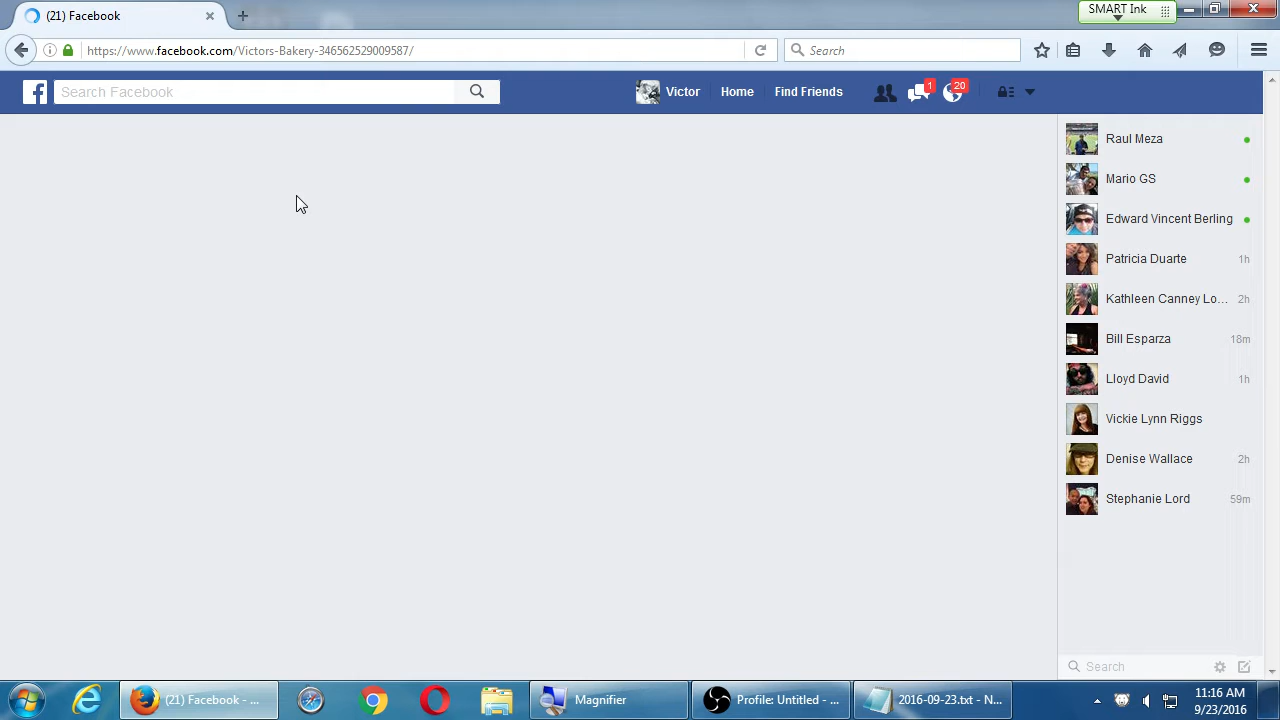 (21) Facebook
SMART Ink
https://www.facebook.com/Victors-Bakery-346562529009587/
Search
Search Facebook
Victor
Home
Find Friends
1
20
Raul Meza
Mario GS
Edward Vincent Berling
Patricia Duarte 1h
Kathleen Canney Lo... 2h
Bill Esparza 18m
Lloyd David 1h
Vickie Lynn Riggs
Denise Wallace 2h
Stephanie Lord 59m
Search
(21) Facebook - ...
Magnifier
Profile: Untitled - ...
2016-09-23.txt - N...
11:16 AM
9/23/2016